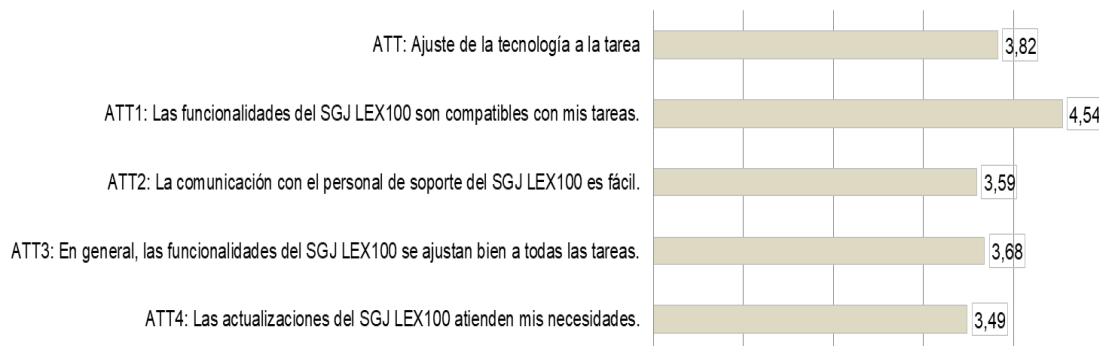 ATT: Ajuste de la tecnología a la tarea 3,82
ATT1: Las funcionalidades del SGJ LEX100 son compatibles con mis tareas. 4,54
ATT2: La comunicación con el personal de soporte del SGJ LEX100 es fácil. 3,59
ATT3: En general, las funcionalidades del SGJ LEX100 se ajustan bien a todas las tareas. 3,68
ATT4: Las actualizaciones del SGJ LEX100 atienden mis necesidades. 3,49